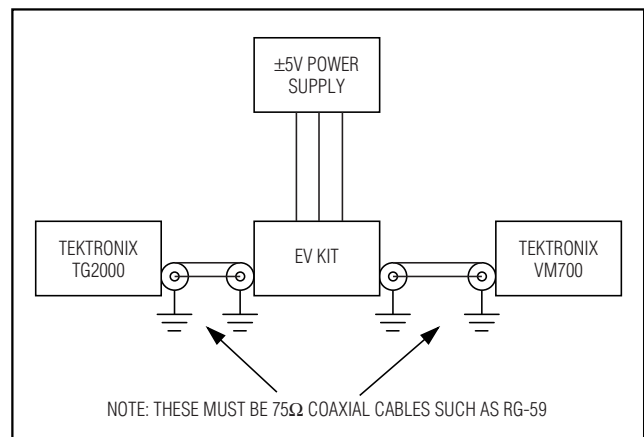 ±5V POWER
SUPPLY
TEKTRONIX
TG2000
EV KIT
TEKTRONIX
VM700
NOTE: THESE MUST BE 75Ω COAXIAL CABLES SUCH AS RG-59